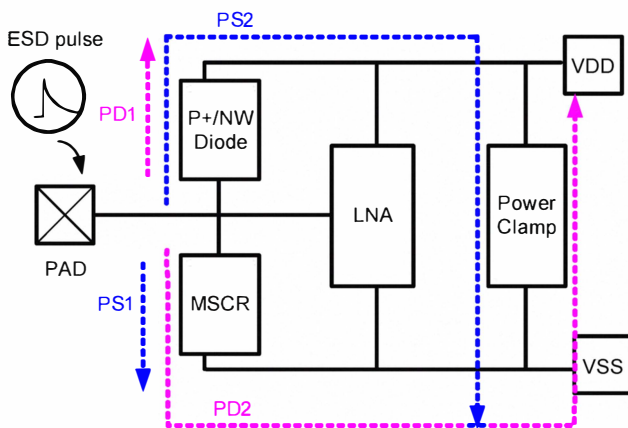 ESD pulse
PS2
VDD
PD1
P+/NW
Diode
LNA
Power
Clamp
PAD
PS1
MSCR
VSS
PD2